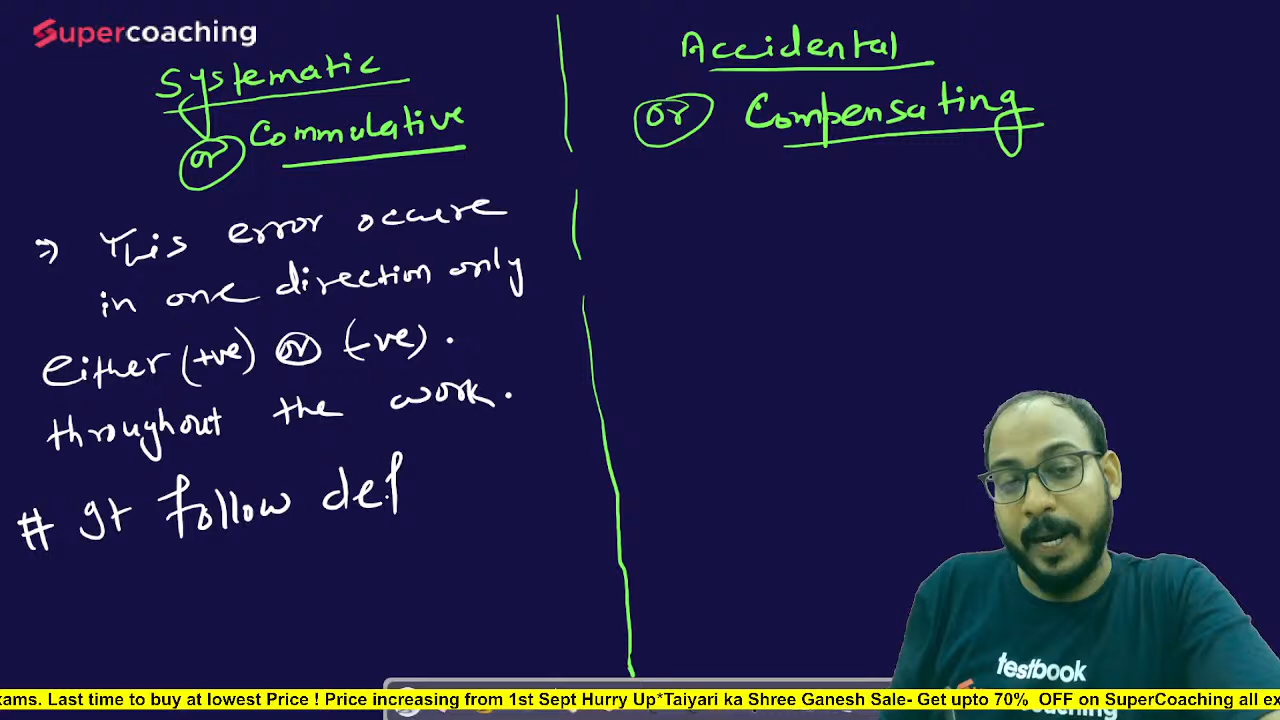 Supercoaching
Systematic
or Commulative
Accidental
or Compensating
⇒ This error occure
in one direction only
either (+ve) or (-ve).
throughout the work.
# It follow def
testbook
coaching
xams. Last time to buy at lowest Price ! Price increasing from 1st Sept Hurry Up*Taiyari ka Shree Ganesh Sale- Get upto 70% OFF on SuperCoaching all ex